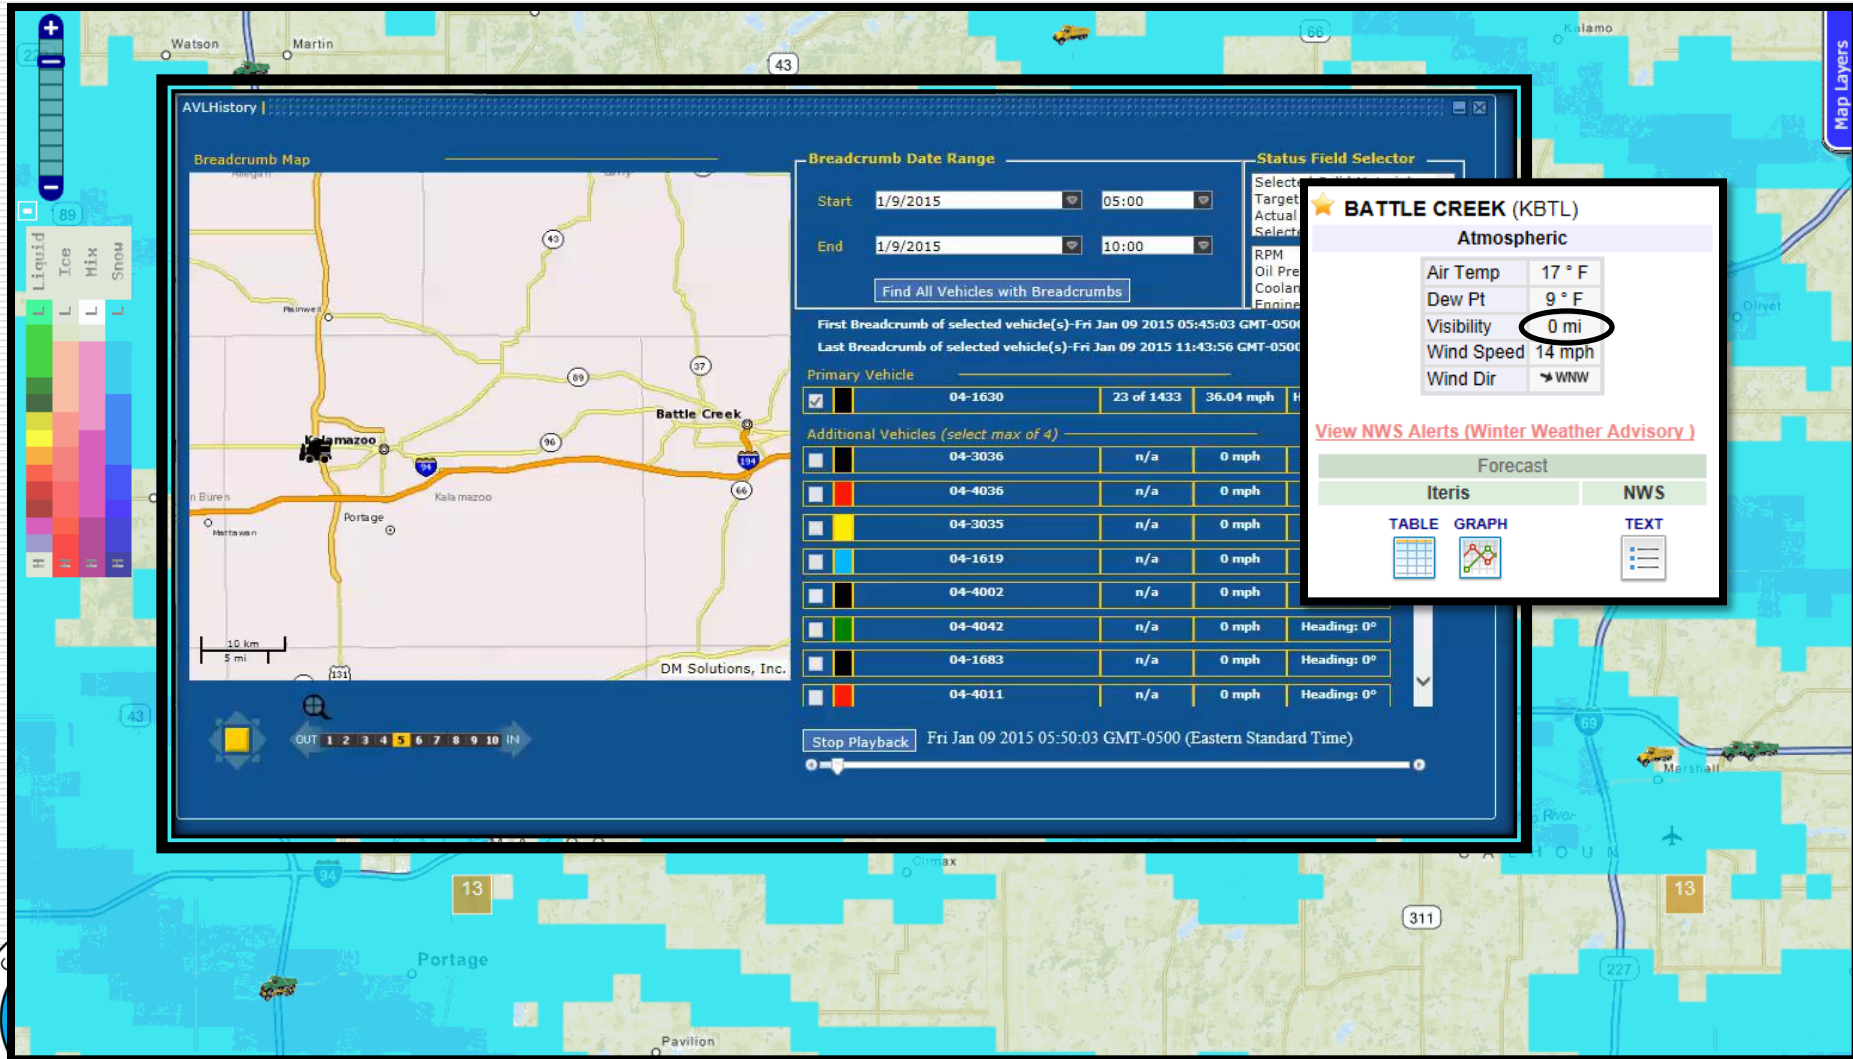 Watson
Martin
43
66
Kalamo
Map Layers
89
Liquid
Ice
Mix
Snow
L L L L
H H H H
AVLHistory
Breadcrumb Map
43
Plainwell
89
37
Battle Creek
Kalamazoo
96
94
194
66
n Buren
Kalamazoo
Portage
Mattawan
10 km
5 mi
131
DM Solutions, Inc.
OUT 1 2 3 4 5 6 7 8 9 10 IN
Breadcrumb Date Range
Start 1/9/2015 05:00
End 1/9/2015 10:00
Find All Vehicles with Breadcrumbs
Status Field Selector
Target
Actual
RPM
Oil Pre
Coolan
Engine
First Breadcrumb of selected vehicle(s)-Fri Jan 09 2015 05:45:03 GMT-0500
Last Breadcrumb of selected vehicle(s)-Fri Jan 09 2015 11:43:56 GMT-0500
Primary Vehicle
04-1630 23 of 1433 36.04 mph H
Additional Vehicles (select max of 4)
04-3036 n/a 0 mph
04-4036 n/a 0 mph
04-3035 n/a 0 mph
04-1619 n/a 0 mph
04-4002 n/a 0 mph
04-4042 n/a 0 mph Heading: 0°
04-1683 n/a 0 mph Heading: 0°
04-4011 n/a 0 mph Heading: 0°
Stop Playback Fri Jan 09 2015 05:50:03 GMT-0500 (Eastern Standard Time)
BATTLE CREEK (KBTL)
Atmospheric
Air Temp 17 ° F
Dew Pt 9 ° F
Visibility 0 mi
Wind Speed 14 mph
Wind Dir WNW
View NWS Alerts (Winter Weather Advisory )
Forecast
Iteris NWS
TABLE GRAPH TEXT
Olivet
43
69
Marshall
River
Climax
94
13
13
311
Portage
227
Pavilion